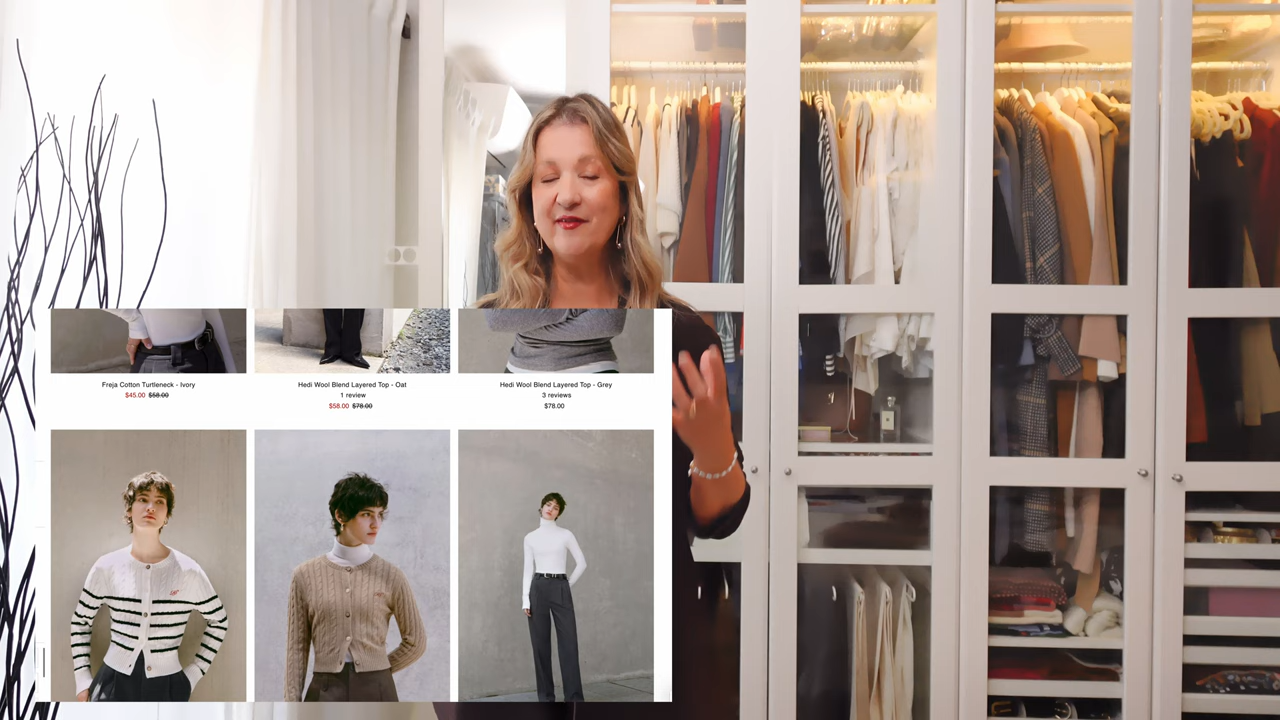 Freja Cotton Turtleneck - Ivory
$45.00 $58.00
Hedi Wool Blend Layered Top - Oat
1 review
$58.00 $78.00
Hedi Wool Blend Layered Top - Grey
3 reviews
$78.00